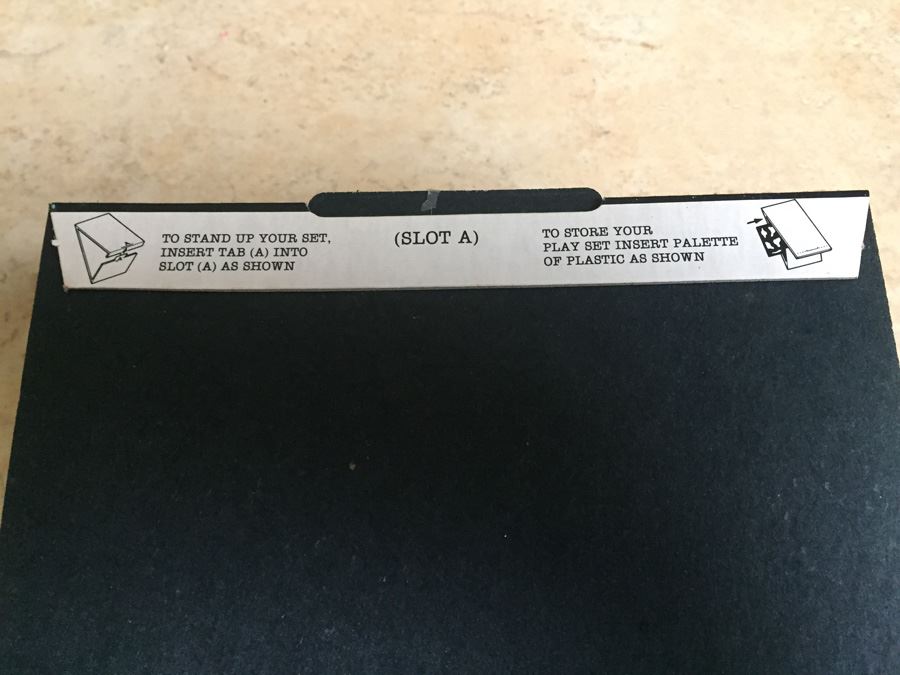 TO STAND UP YOUR SET,
INSERT TAB (A) INTO
SLOT (A) AS SHOWN
(SLOT A)
TO STORE YOUR
PLAY SET INSERT PALETTE
OF PLASTIC AS SHOWN